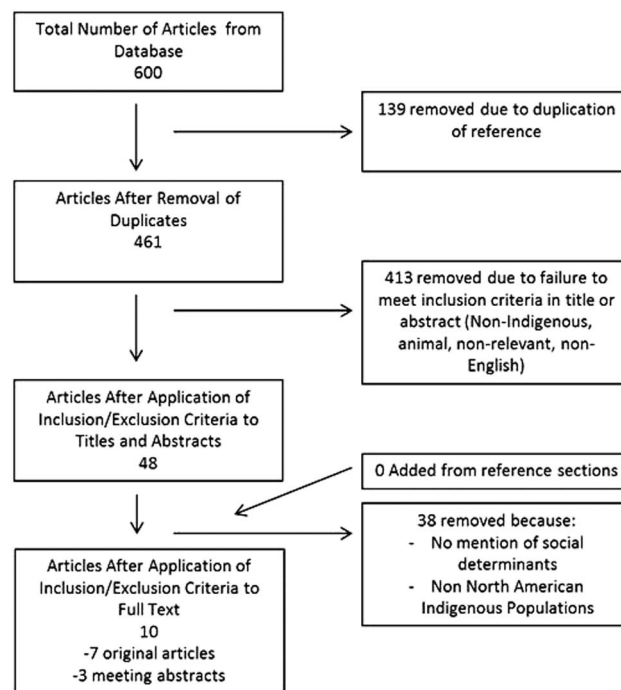 Total Number of Articles from
Database
600
139 removed due to duplication
of reference
Articles After Removal of
Duplicates
461
413 removed due to failure to
meet inclusion criteria in title or
abstract (Non-Indigenous,
animal, non-relevant, non-
English)
Articles After Application of
Inclusion/Exclusion Criteria to
Titles and Abstracts
48
0 Added from reference sections
38 removed because:
- No mention of social
determinants
- Non North American
Indigenous Populations
Articles After Application of
Inclusion/Exclusion Criteria to
Full Text
10
-7 original articles
-3 meeting abstracts